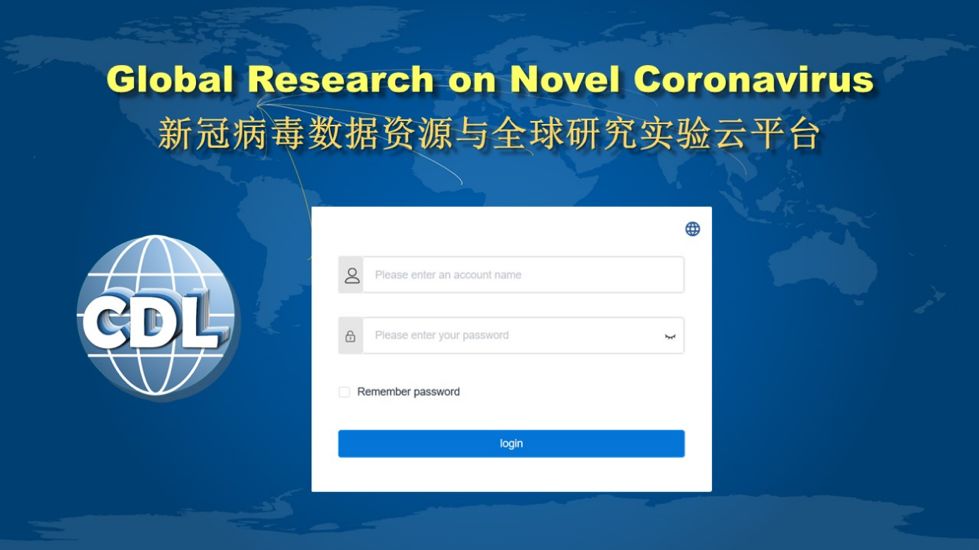 Global Research on Novel Coronavirus
新冠病毒数据资源与全球研究实验云平台
CDL
Please enter an account name
Please enter your password
Remember password
login